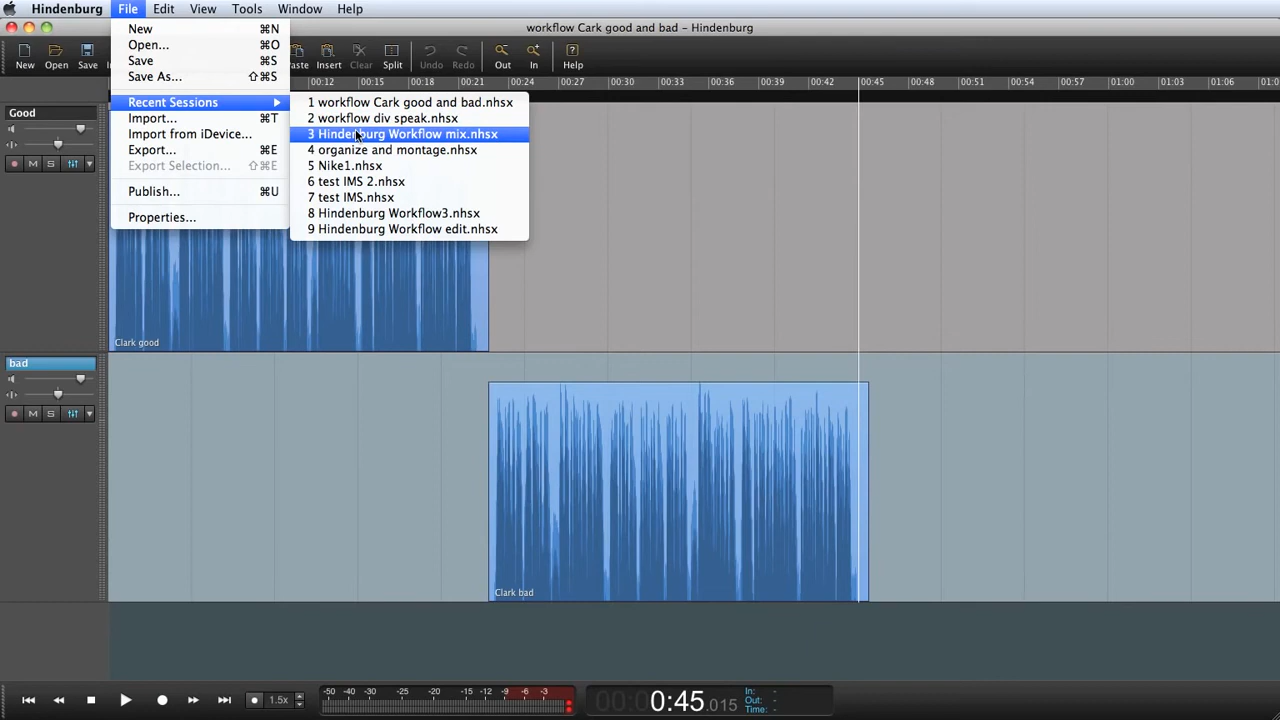 Hindenburg File Edit View Tools Window Help
workflow Cark good and bad – Hindenburg
New Open Save Insert Clear Split Undo Redo Out In Help
New ⌘N
Open... ⌘O
Save ⌘S
Save As... ⇧⌘S
Recent Sessions ▶
Import... ⌘T
Import from iDevice...
Export... ⌘E
Export Selection... ⇧⌘E
Publish... ⌘U
Properties...
1 workflow Cark good and bad.nhsx
2 workflow div speak.nhsx
3 Hindenburg Workflow mix.nhsx
4 organize and montage.nhsx
5 Nike1.nhsx
6 test IMS 2.nhsx
7 test IMS.nhsx
8 Hindenburg Workflow3.nhsx
9 Hindenburg Workflow edit.nhsx
00:12 00:15 00:18 00:21 00:24 00:27 00:30 00:33 00:36 00:39 00:42 00:45 00:48 00:51 00:54 00:57 01:00 01:03 01:06
Good
M S
Clark good
bad
M S
Clark bad
1.5x
-50 -40 -30 -25 -20 -15 -12 -9 -6 -3
00:00:45.015
In: -
Out: -
Time: -